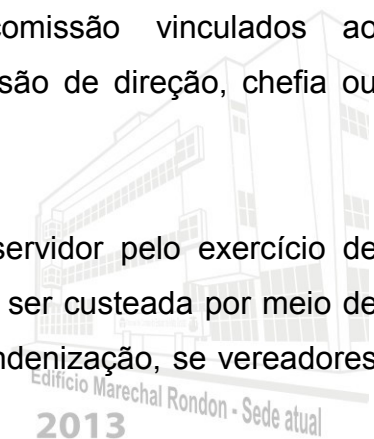 comissão vinculados ao
são de direção, chefia ou
servidor pelo exercício de
ser custeada por meio de
ndenização, se vereadores
Edifício Marechal Rondon - Sede atual
2013